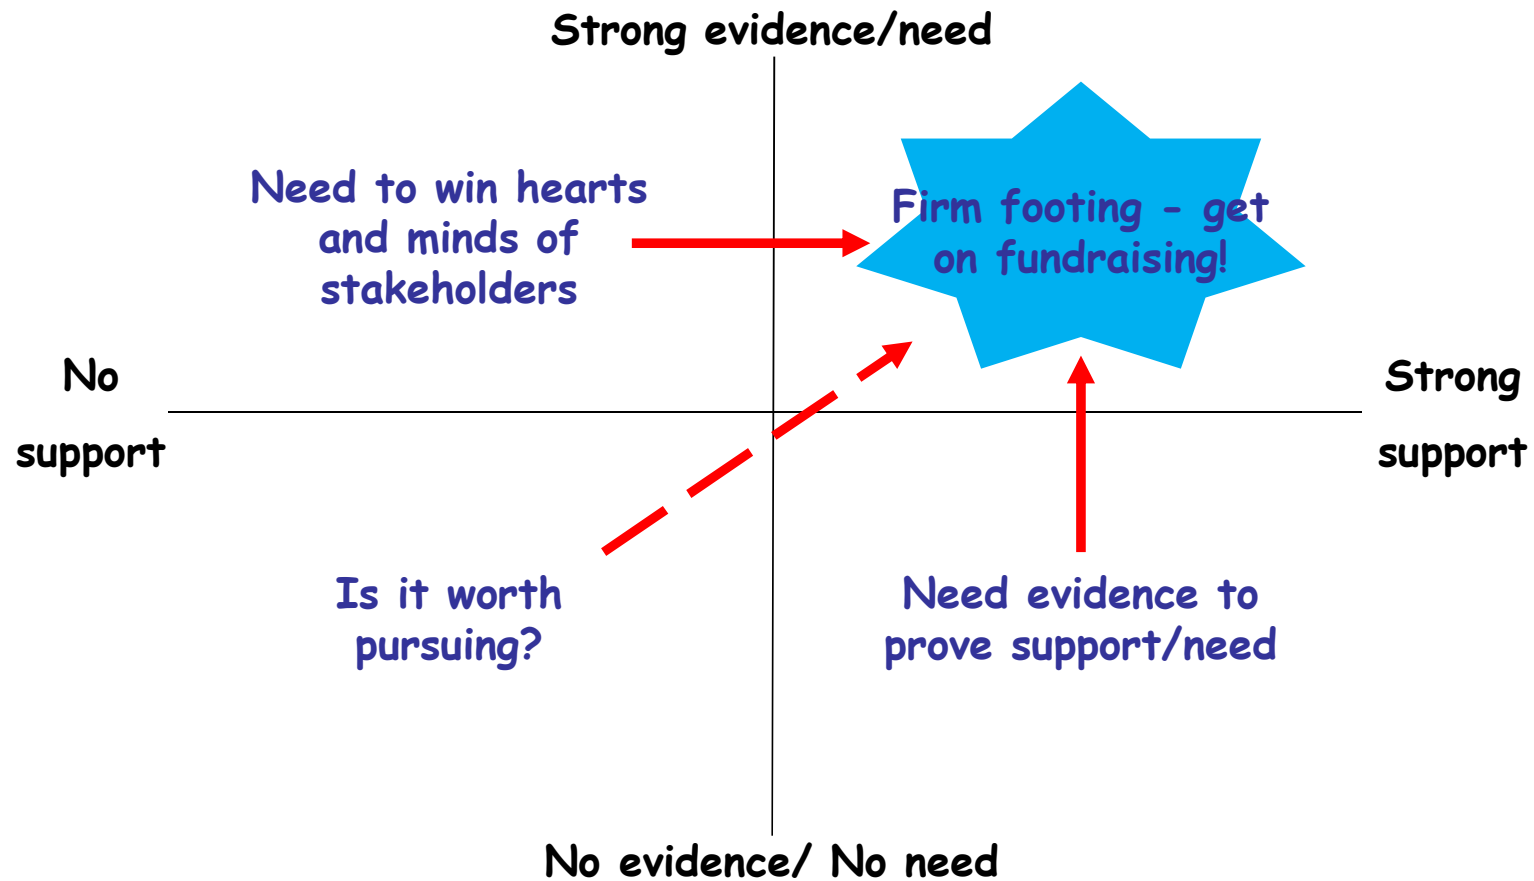 Strong evidence/need
Need to win hearts
and minds of
stakeholders
Firm footing - get
on fundraising!
No
support
Strong
support
Is it worth
pursuing?
Need evidence to
prove support/need
No evidence/ No need